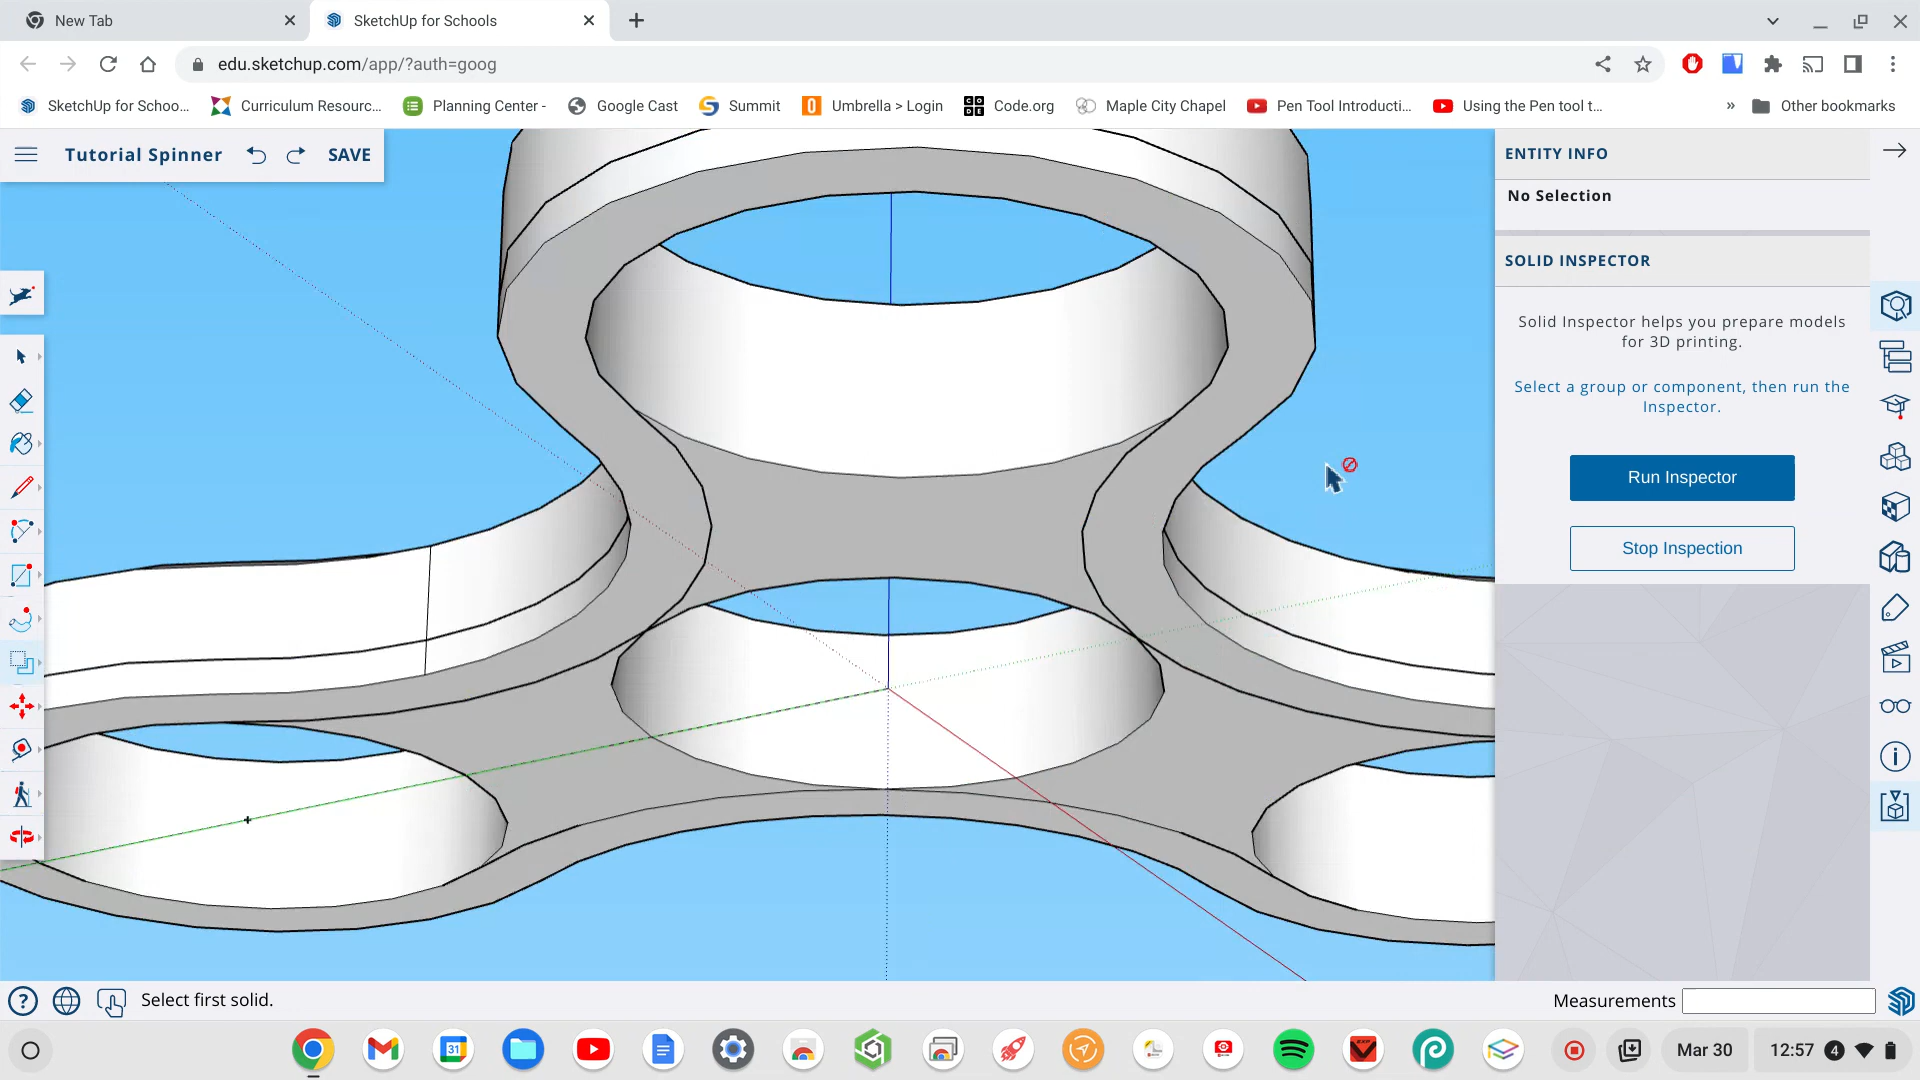 New Tab
SketchUp for Schools
edu.sketchup.com/app/?auth=goog
SketchUp for Schoo...
Curriculum Resourc...
Planning Center -
Google Cast
Summit
Umbrella > Login
Code.org
Maple City Chapel
Pen Tool Introducti...
Using the Pen tool t...
»
Other bookmarks
Tutorial Spinner
SAVE
ENTITY INFO
No Selection
SOLID INSPECTOR
Solid Inspector helps you prepare models
for 3D printing.
Select a group or component, then run the
Inspector.
Run Inspector
Stop Inspection
Select first solid.
Measurements
31
Mar 30
12:57
4